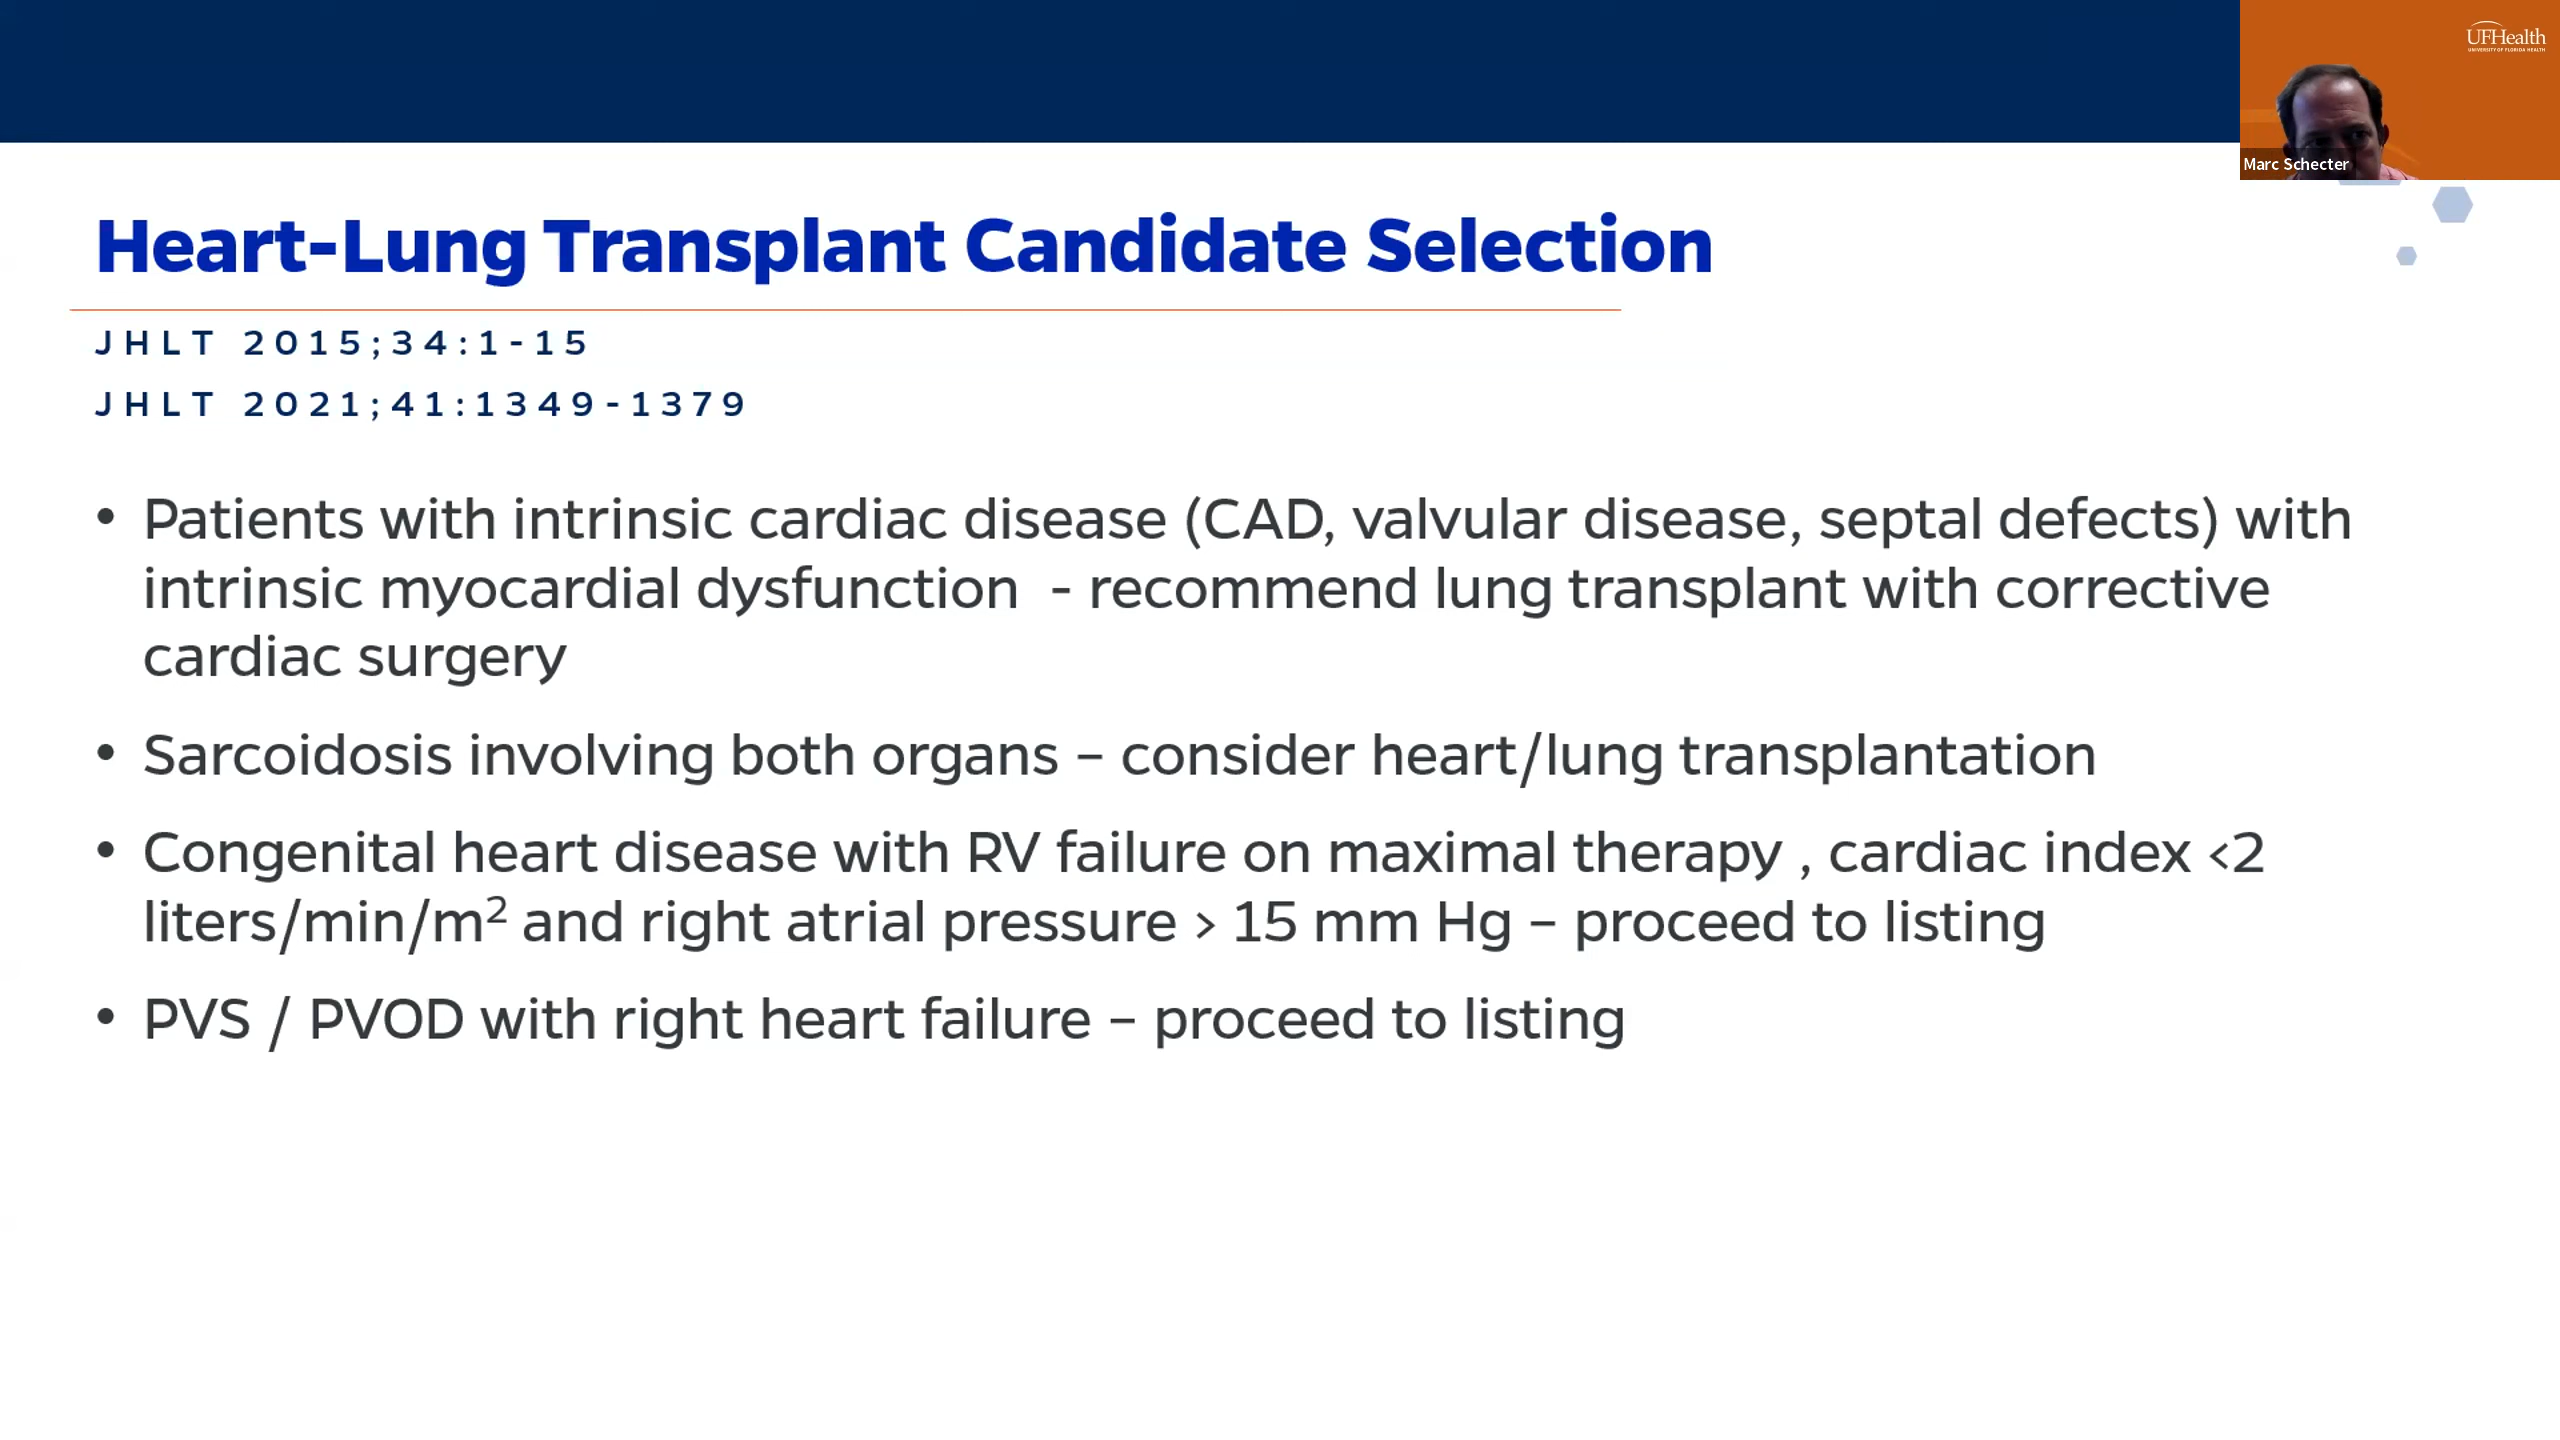 UFHealth
UNIVERSITY OF FLORIDA HEALTH
Marc Schecter
Heart-Lung Transplant Candidate Selection
JHLT 2015;34:1-15
JHLT 2021;41:1349-1379
• Patients with intrinsic cardiac disease (CAD, valvular disease, septal defects) with
intrinsic myocardial dysfunction - recommend lung transplant with corrective
cardiac surgery
• Sarcoidosis involving both organs – consider heart/lung transplantation
• Congenital heart disease with RV failure on maximal therapy , cardiac index <2
liters/min/m² and right atrial pressure > 15 mm Hg – proceed to listing
• PVS / PVOD with right heart failure – proceed to listing